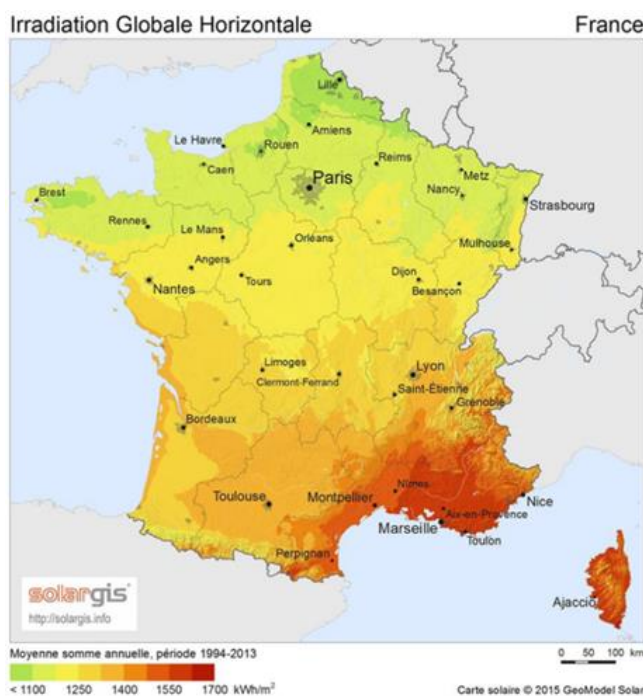 Irradiation Globale Horizontale
France
Lille
Amiens
Le Havre
Rouen
Caen
Reims
Paris
Metz
Nancy
Strasbourg
Brest
Rennes
Le Mans
Orléans
Mulhouse
Angers
Nantes
Tours
Dijon
Besançon
Limoges
Clermont-Ferrand
Lyon
Saint-Étienne
Grenoble
Bordeaux
Toulouse
Montpellier
Nîmes
Nice
Aix-en-Provence
Marseille
Toulon
Perpignan
Ajaccio
solargis
http://solargis.info
Moyenne somme annuelle, période 1994-2013
0 50 100 km
< 1100 1250 1400 1550 1700 kWh/m²
Carte solaire © 2015 GeoModel Solar